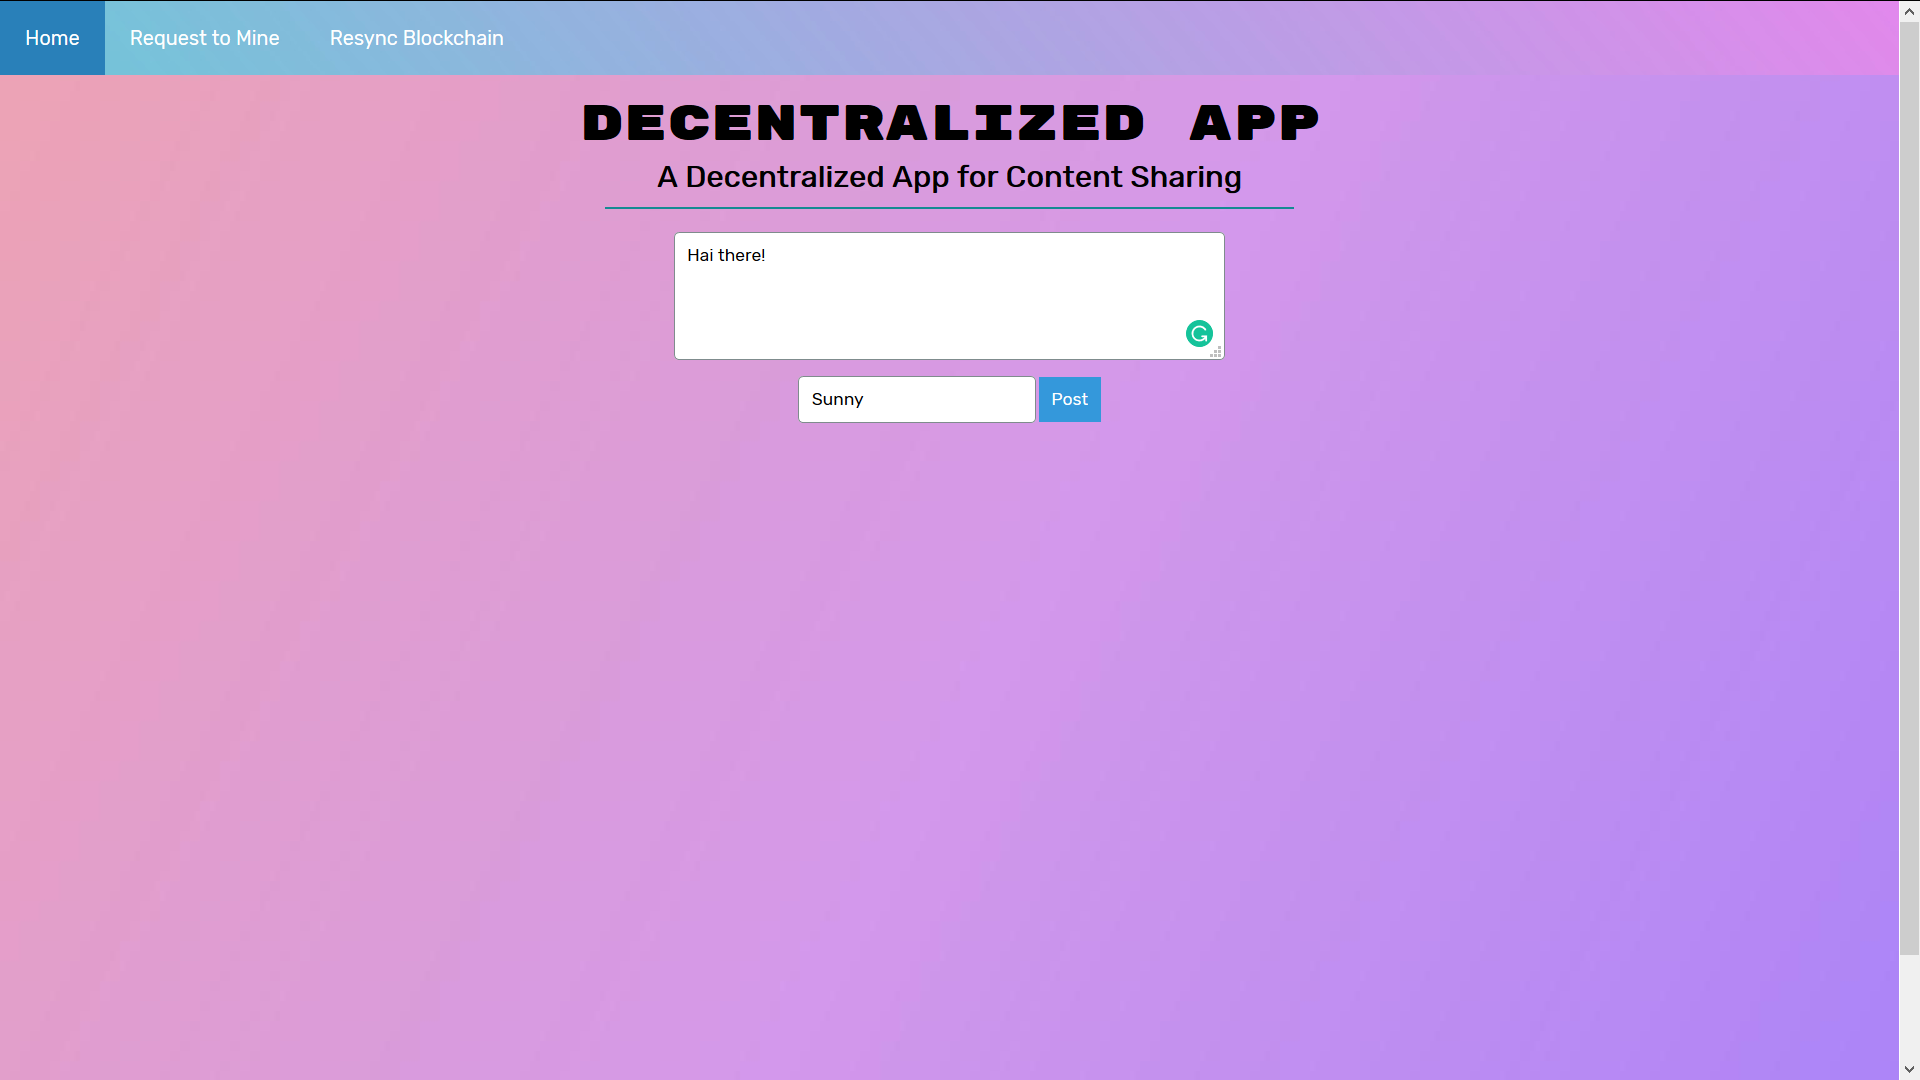 Home Request to Mine Resync Blockchain
DECENTRALIZED APP
A Decentralized App for Content Sharing
Hai there!
Sunny Post